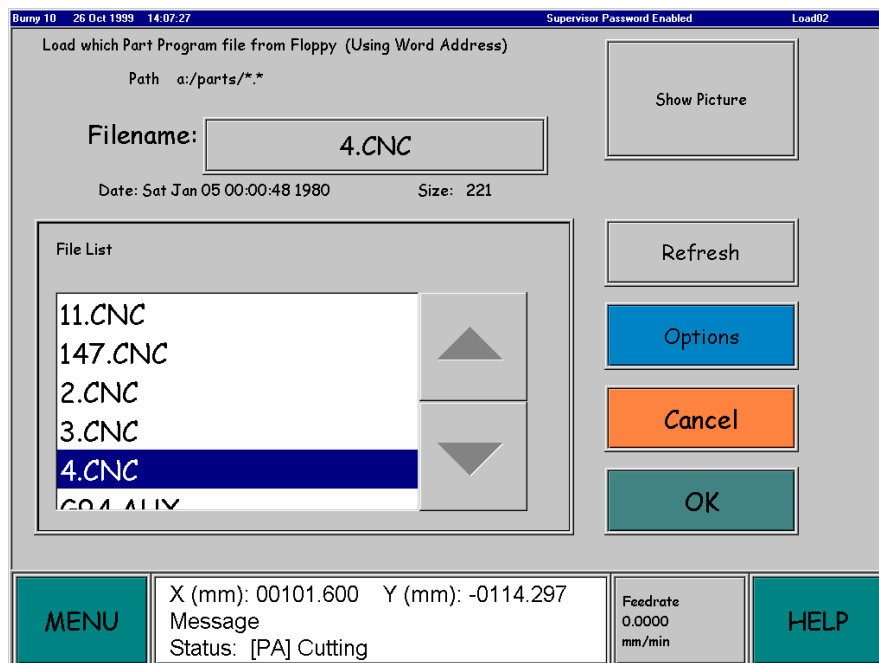 Burny 10 26 Oct 1999 14:07:27 Supervisor Password Enabled Load02
Load which Part Program file from Floppy (Using Word Address)
Path a:/parts/*.*
Show Picture
Filename: 4.CNC
Date: Sat Jan 05 00:00:48 1980 Size: 221
File List
Refresh
11.CNC
147.CNC
2.CNC
3.CNC
4.CNC
G94.AUX
Options
Cancel
OK
MENU
X (mm): 00101.600 Y (mm): -0114.297
Message
Status: [PA] Cutting
Feedrate
0.0000
mm/min
HELP